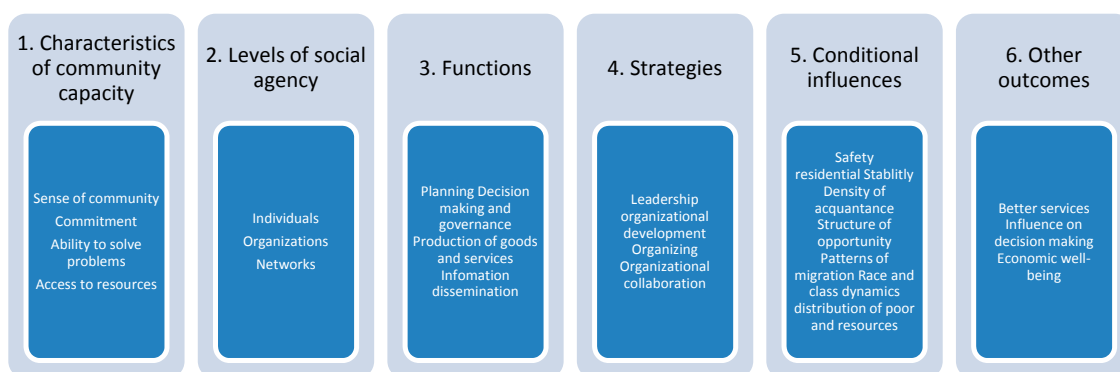 1. Characteristics
of community
capacity
Sense of community
Commitment
Ability to solve
problems
Access to resources
2. Levels of social
agency
Individuals
Organizations
Networks
3. Functions
Planning Decision
making and
governance
Production of goods
and services
Infomation
dissemination
4. Strategies
Leadership
organizational
development
Organizing
Organizational
collaboration
5. Conditional
influences
Safety
residential Stablitly
Density of
acquantance
Structure of
opportunity
Patterns of
migration Race and
class dynamics
distribution of poor
and resources
6. Other
outcomes
Better services
Influence on
decision making
Economic well-
being